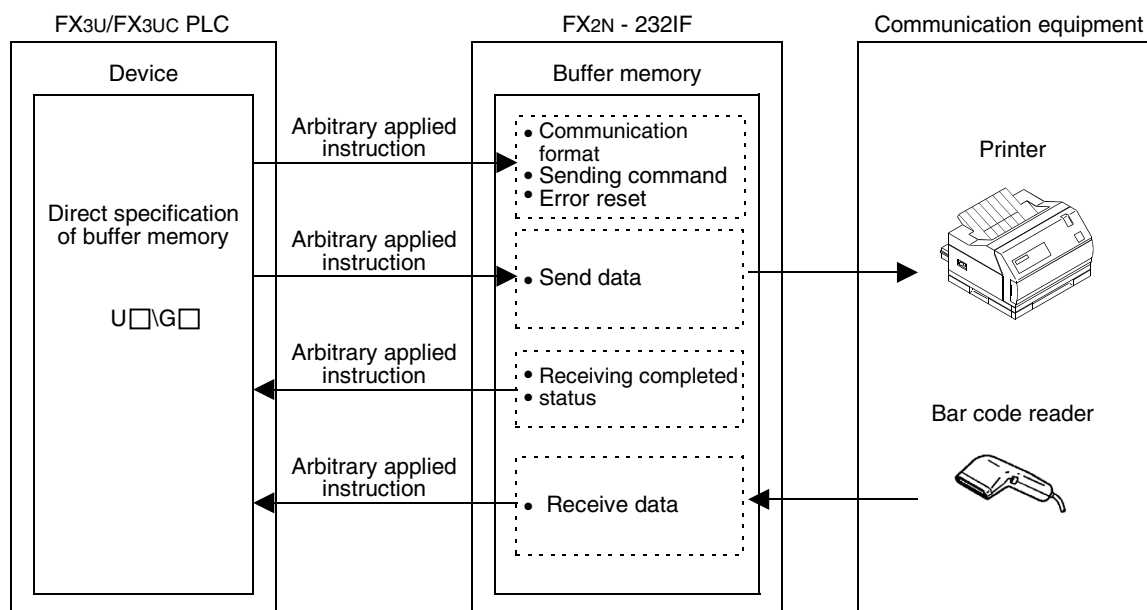 FX3U/FX3UC PLC
FX2N - 232IF
Communication equipment
Device
Buffer memory
Arbitrary applied
instruction
• Communication
format
• Sending command
• Error reset
Printer
Direct specification
of buffer memory
U□\G□
Arbitrary applied
instruction
• Send data
Arbitrary applied
instruction
• Receiving completed
• status
Bar code reader
Arbitrary applied
instruction
• Receive data